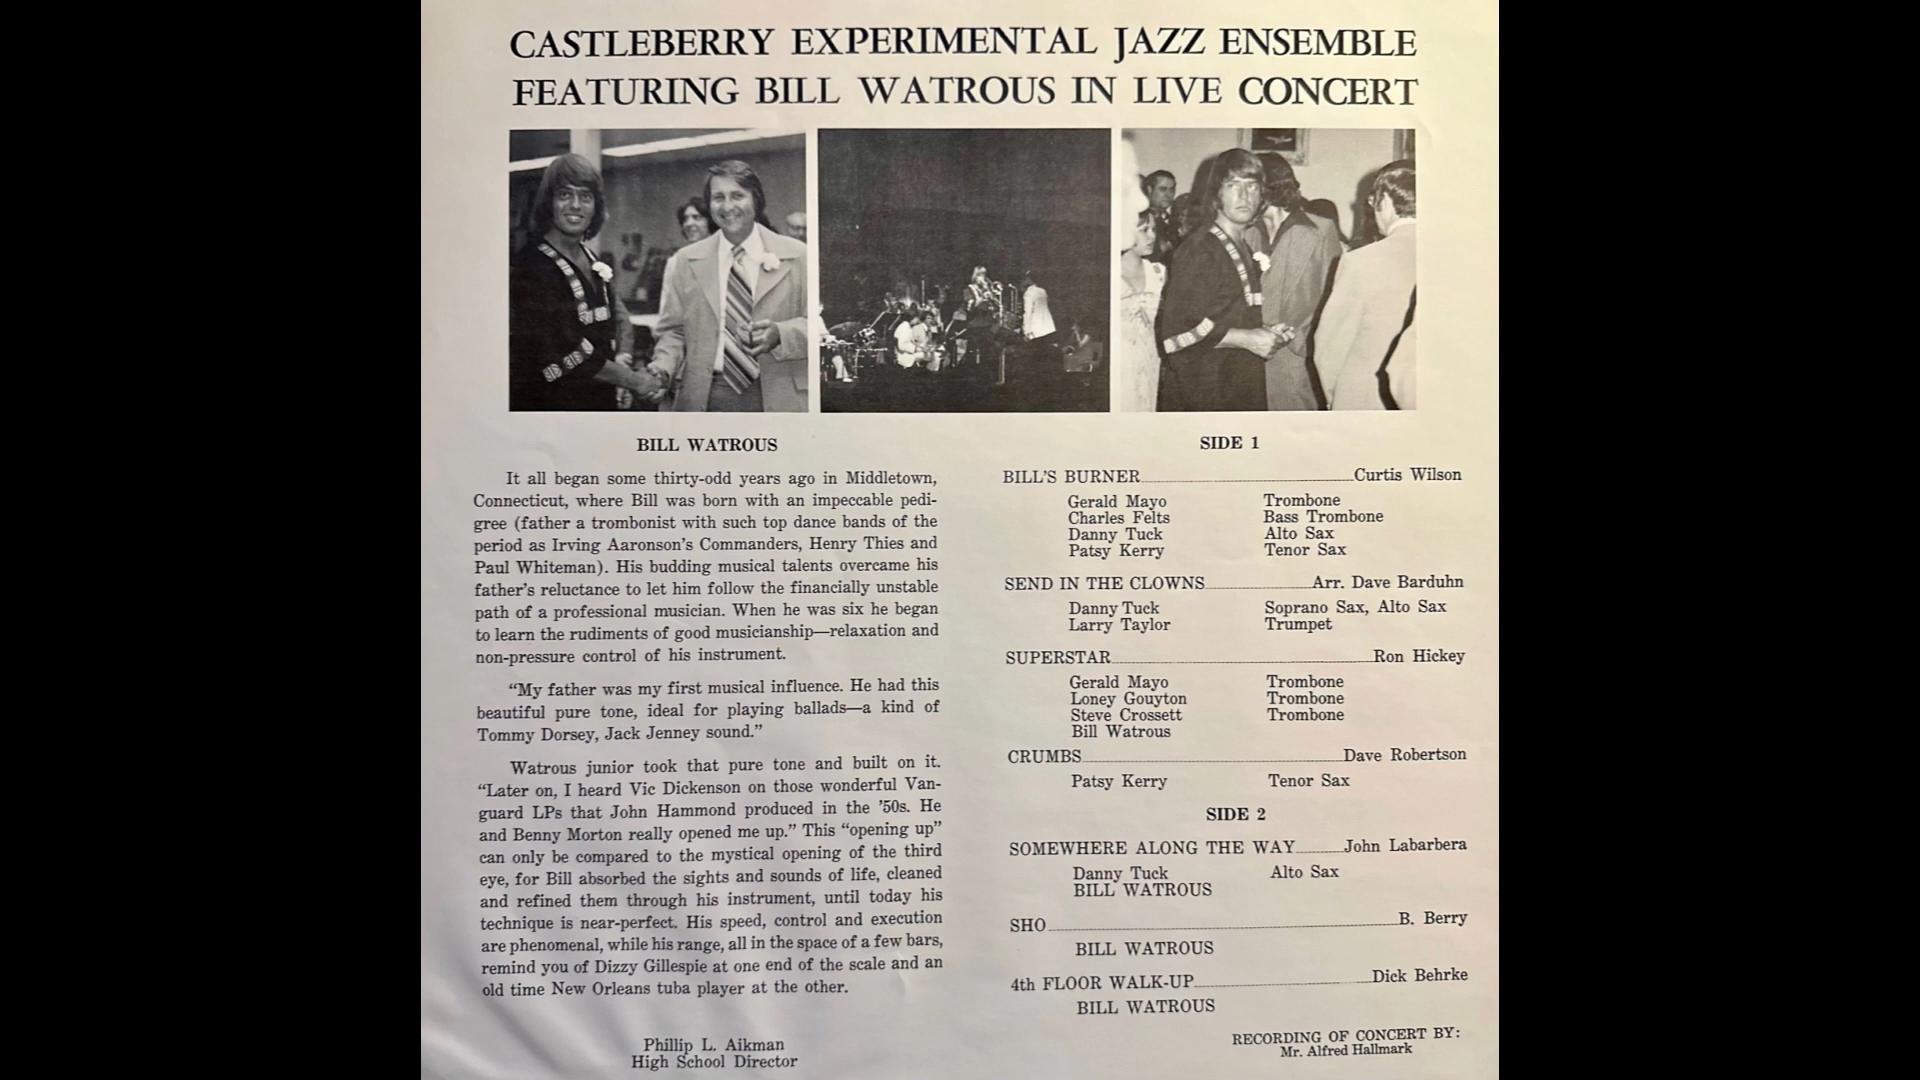 CASTLEBERRY EXPERIMENTAL JAZZ ENSEMBLE
FEATURING BILL WATROUS IN LIVE CONCERT
BILL WATROUS
It all began some thirty-odd years ago in Middletown,
Connecticut, where Bill was born with an impeccable pedi-
gree (father a trombonist with such top dance bands of the
period as Irving Aaronson's Commanders, Henry Thies and
Paul Whiteman). His budding musical talents overcame his
father's reluctance to let him follow the financially unstable
path of a professional musician. When he was six he began
to learn the rudiments of good musicianship—relaxation and
non-pressure control of his instrument.
"My father was my first musical influence. He had this
beautiful pure tone, ideal for playing ballads—a kind of
Tommy Dorsey, Jack Jenney sound."
Watrous junior took that pure tone and built on it.
"Later on, I heard Vic Dickenson on those wonderful Van-
guard LPs that John Hammond produced in the '50s. He
and Benny Morton really opened me up." This "opening up"
can only be compared to the mystical opening of the third
eye, for Bill absorbed the sights and sounds of life, cleaned
and refined them through his instrument, until today his
technique is near-perfect. His speed, control and execution
are phenomenal, while his range, all in the space of a few bars,
remind you of Dizzy Gillespie at one end of the scale and an
old time New Orleans tuba player at the other.
Phillip L. Aikman
High School Director
SIDE 1
BILL'S BURNER Curtis Wilson
Gerald Mayo Trombone
Charles Felts Bass Trombone
Danny Tuck Alto Sax
Patsy Kerry Tenor Sax
SEND IN THE CLOWNS Arr. Dave Barduhn
Danny Tuck Soprano Sax, Alto Sax
Larry Taylor Trumpet
SUPERSTAR Ron Hickey
Gerald Mayo Trombone
Loney Gouyton Trombone
Steve Crossett Trombone
Bill Watrous
CRUMBS Dave Robertson
Patsy Kerry Tenor Sax
SIDE 2
SOMEWHERE ALONG THE WAY John Labarbera
Danny Tuck Alto Sax
BILL WATROUS
SHO B. Berry
BILL WATROUS
4th FLOOR WALK-UP Dick Behrke
BILL WATROUS
RECORDING OF CONCERT BY:
Mr. Alfred Hallmark